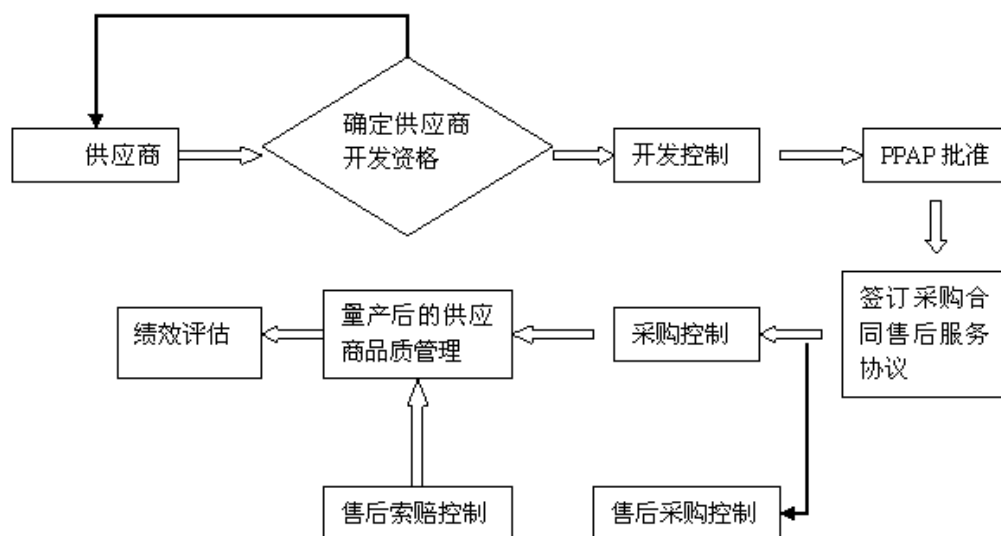 供应商
确定供应商
开发资格
开发控制
PPAP 批准
绩效评估
量产后的供应
商品质管理
采购控制
签订采购合
同售后服务
协议
售后索赔控制
售后采购控制